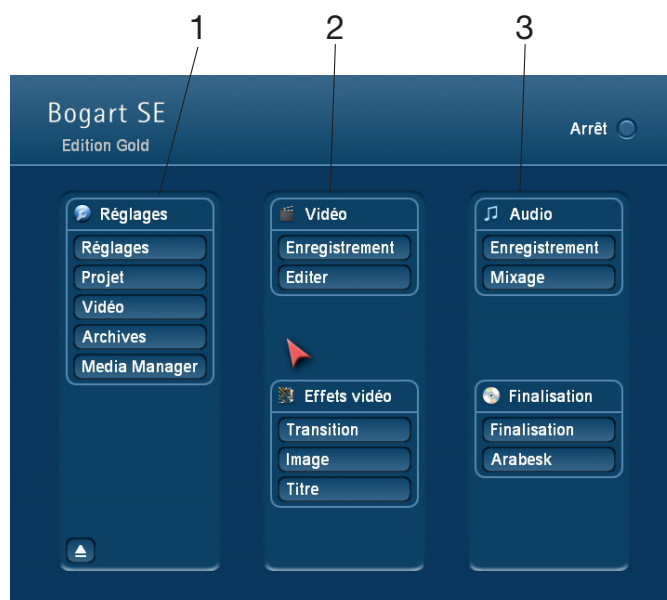 1
2
3
Bogart SE
Edition Gold
Arrêt
Réglages
Réglages
Projet
Vidéo
Archives
Media Manager
Vidéo
Enregistrement
Editer
Effets vidéo
Transition
Image
Titre
Audio
Enregistrement
Mixage
Finalisation
Finalisation
Arabesk